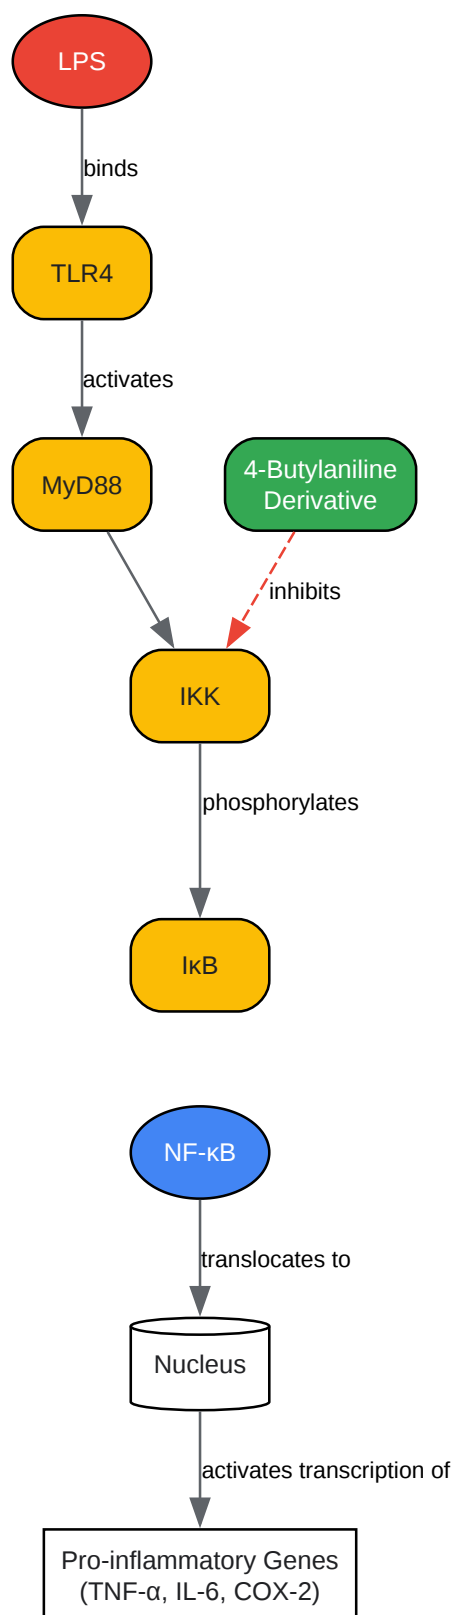 LPS
binds
TLR4
activates
MyD88
4-Butylaniline
Derivative
inhibits
IKK
phosphorylates
IκB
NF-κB
translocates to
Nucleus
activates transcription of
Pro-inflammatory Genes
(TNF-α, IL-6, COX-2)